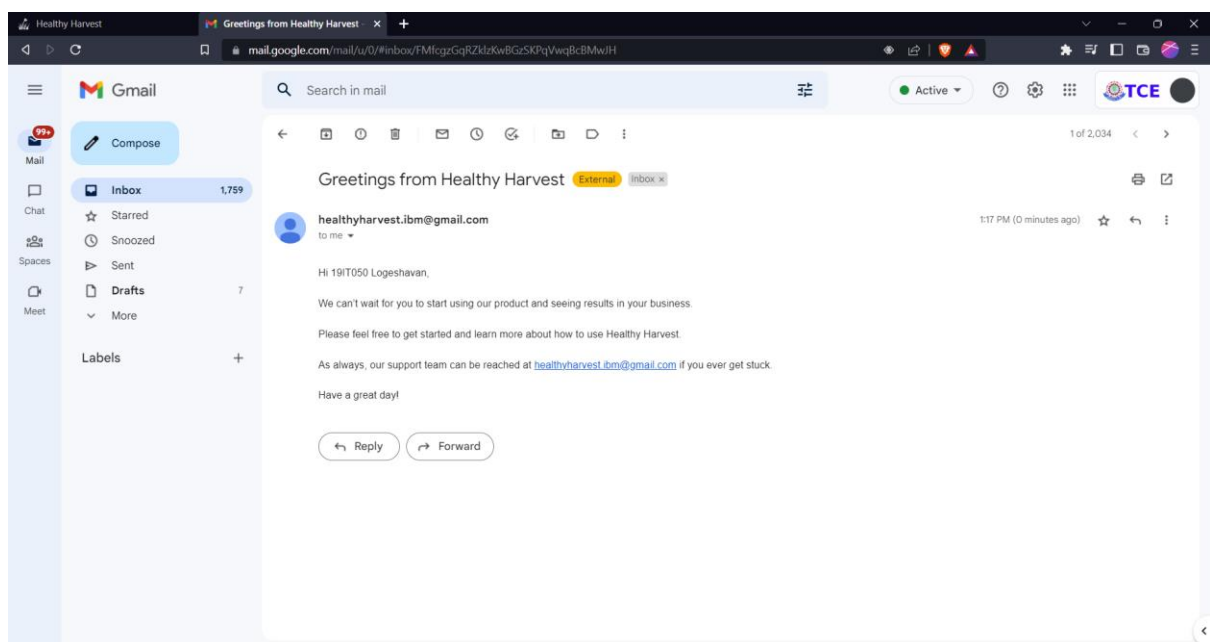 Healthy Harvest
Greetings from Healthy Harvest - × +
mail.google.com/mail/u/0/#inbox/FMfcgzGqRZklzKwBGzSKPqVwqBcBMwJH
Gmail
Search in mail
Active
TCE
99+
Mail
Compose
1 of 2,034
Chat
Inbox 1,759
Starred
Spaces
Snoozed
Sent
Meet
Drafts 7
More
Labels +
Greetings from Healthy Harvest External Inbox ×
healthyharvest.ibm@gmail.com 1:17 PM (0 minutes ago)
to me
Hi 19IT050 Logeshavan,
We can't wait for you to start using our product and seeing results in your business.
Please feel free to get started and learn more about how to use Healthy Harvest.
As always, our support team can be reached at healthyharvest.ibm@gmail.com if you ever get stuck.
Have a great day!
Reply Forward